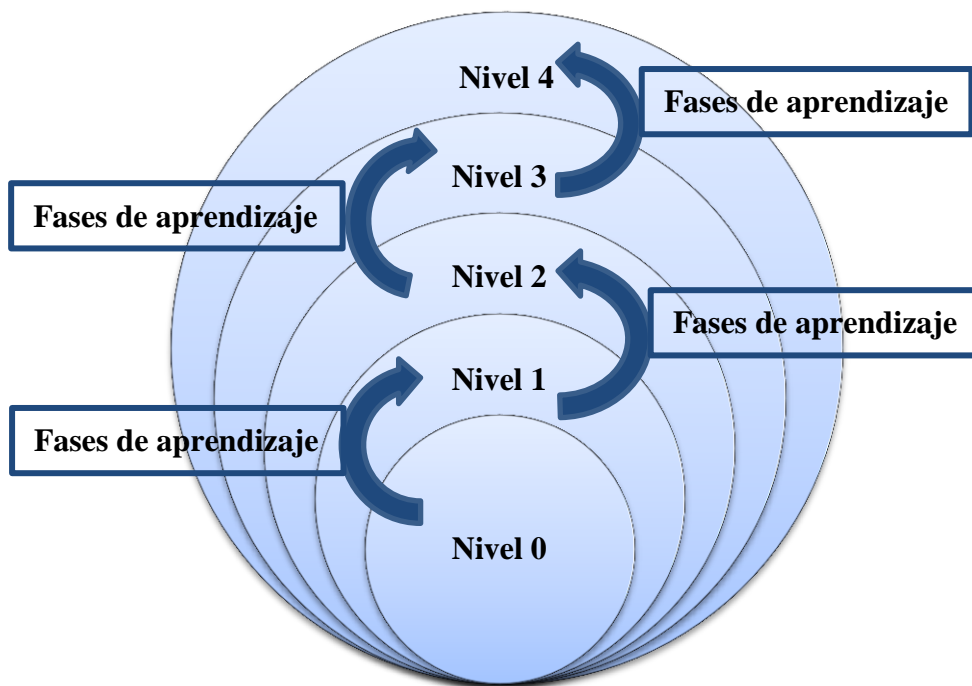 Nivel 4
Fases de aprendizaje
Nivel 3
Fases de aprendizaje
Nivel 2
Fases de aprendizaje
Nivel 1
Fases de aprendizaje
Nivel 0